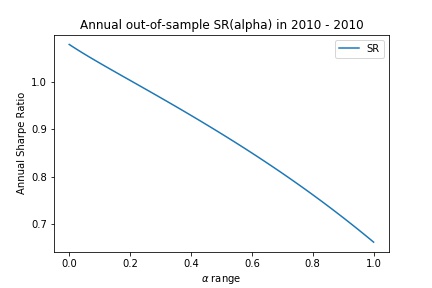 Annual out-of-sample SR(alpha) in 2010 - 2010
SR
Annual Sharpe Ratio
1.0
0.9
0.8
0.7
0.0 0.2 0.4 0.6 0.8 1.0
α range